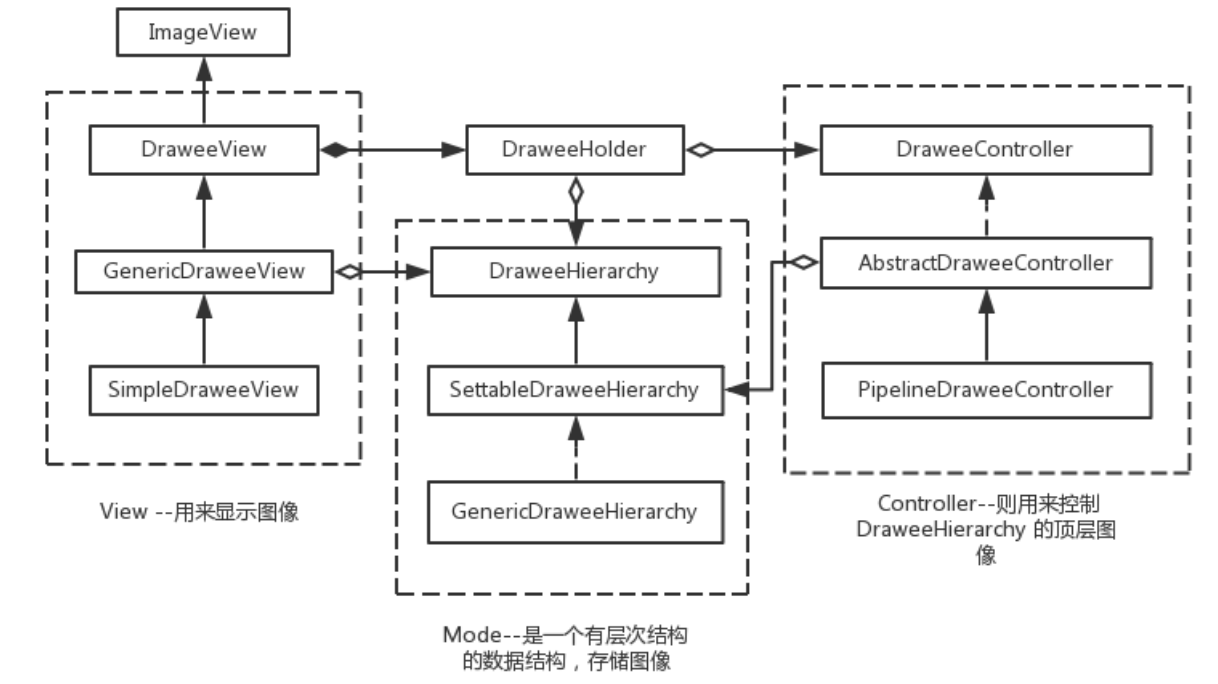 ImageView
DraweeView
DraweeHolder
DraweeController
GenericDraweeView
DraweeHierarchy
AbstractDraweeController
SimpleDraweeView
SettableDraweeHierarchy
PipelineDraweeController
GenericDraweeHierarchy
View --用来显示图像
Controller--则用来控制
DraweeHierarchy 的顶层图
像
Mode--是一个有层次结构
的数据结构，存储图像